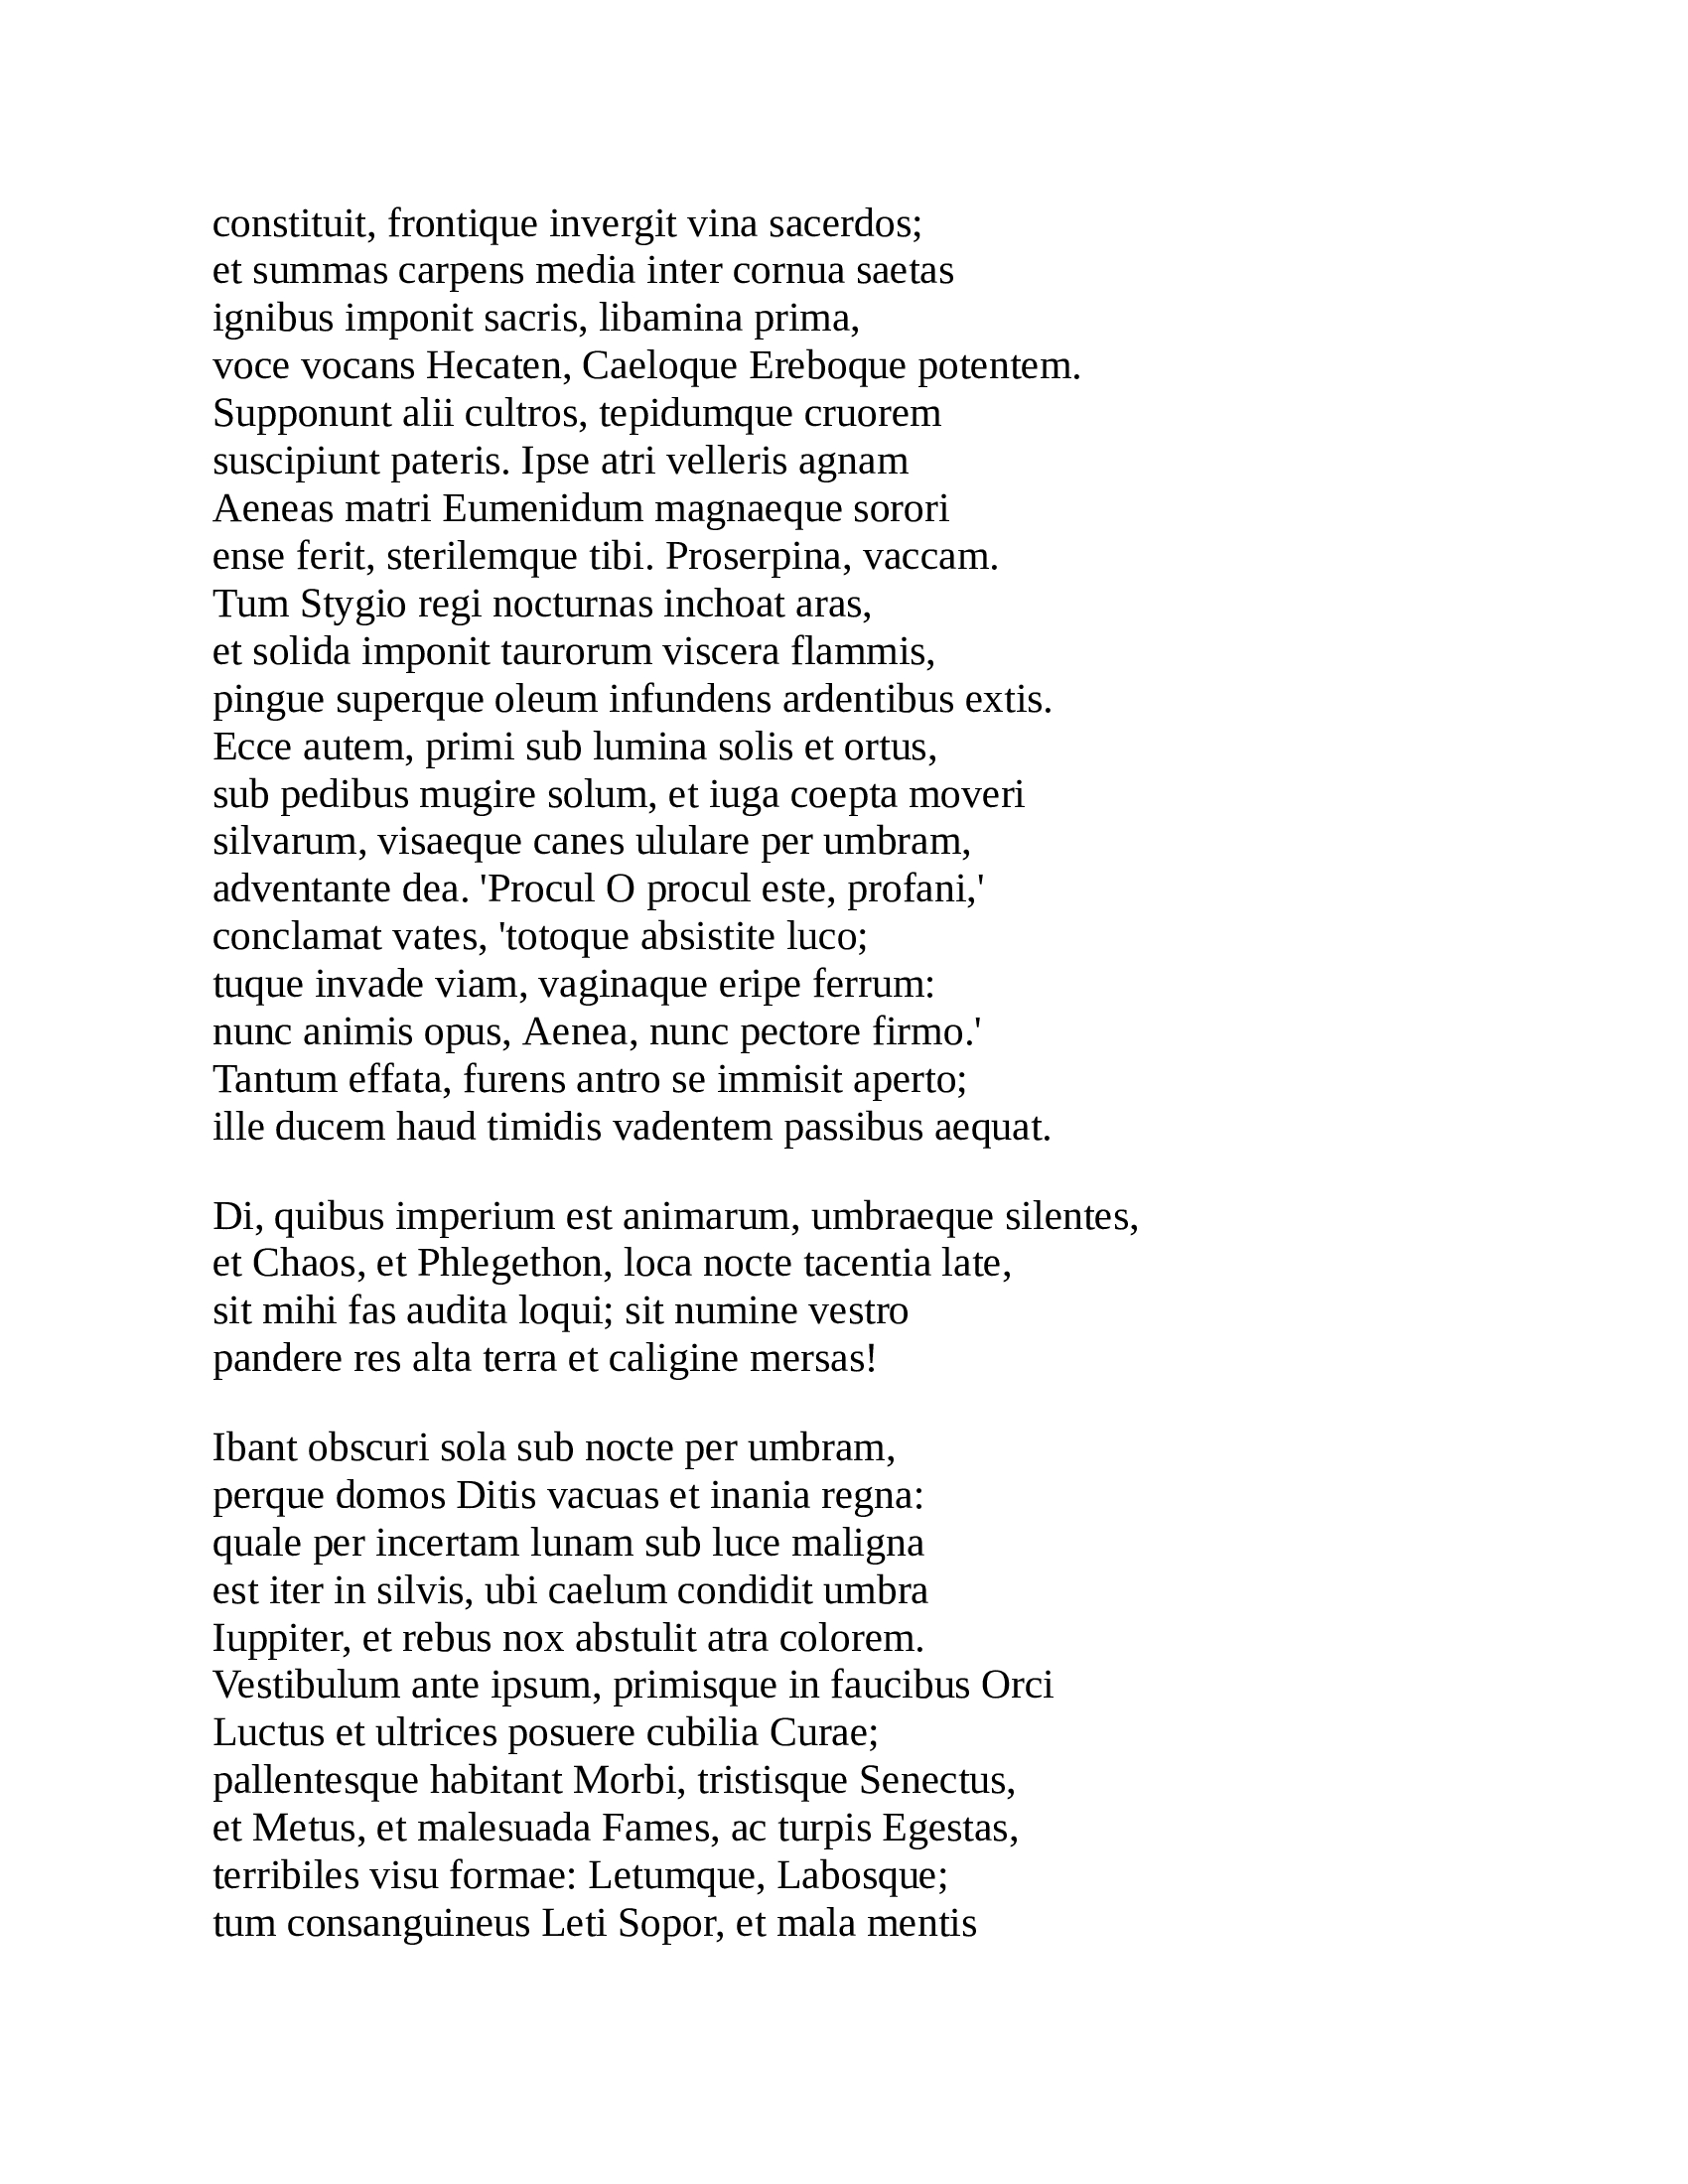 constituit, frontique invergit vina sacerdos;
et summas carpens media inter cornua saetas
ignibus imponit sacris, libamina prima,
voce vocans Hecaten, Caeloque Ereboque potentem.
Supponunt alii cultros, tepidumque cruorem
suscipiunt pateris. Ipse atri velleris agnam
Aeneas matri Eumenidum magnaeque sorori
ense ferit, sterilemque tibi. Proserpina, vaccam.
Tum Stygio regi nocturnas inchoat aras,
et solida imponit taurorum viscera flammis,
pingue superque oleum infundens ardentibus extis.
Ecce autem, primi sub lumina solis et ortus,
sub pedibus mugire solum, et iuga coepta moveri
silvarum, visaeque canes ululare per umbram,
adventante dea. 'Procul O procul este, profani,'
conclamat vates, 'totoque absistite luco;
tuque invade viam, vaginaque eripe ferrum:
nunc animis opus, Aenea, nunc pectore firmo.'
Tantum effata, furens antro se immisit aperto;
ille ducem haud timidis vadentem passibus aequat.

Di, quibus imperium est animarum, umbraeque silentes,
et Chaos, et Phlegethon, loca nocte tacentia late,
sit mihi fas audita loqui; sit numine vestro
pandere res alta terra et caligine mersas!

Ibant obscuri sola sub nocte per umbram,
perque domos Ditis vacuas et inania regna:
quale per incertam lunam sub luce maligna
est iter in silvis, ubi caelum condidit umbra
Iuppiter, et rebus nox abstulit atra colorem.
Vestibulum ante ipsum, primisque in faucibus Orci
Luctus et ultrices posuere cubilia Curae;
pallentesque habitant Morbi, tristisque Senectus,
et Metus, et malesuada Fames, ac turpis Egestas,
terribiles visu formae: Letumque, Labosque;
tum consanguineus Leti Sopor, et mala mentis